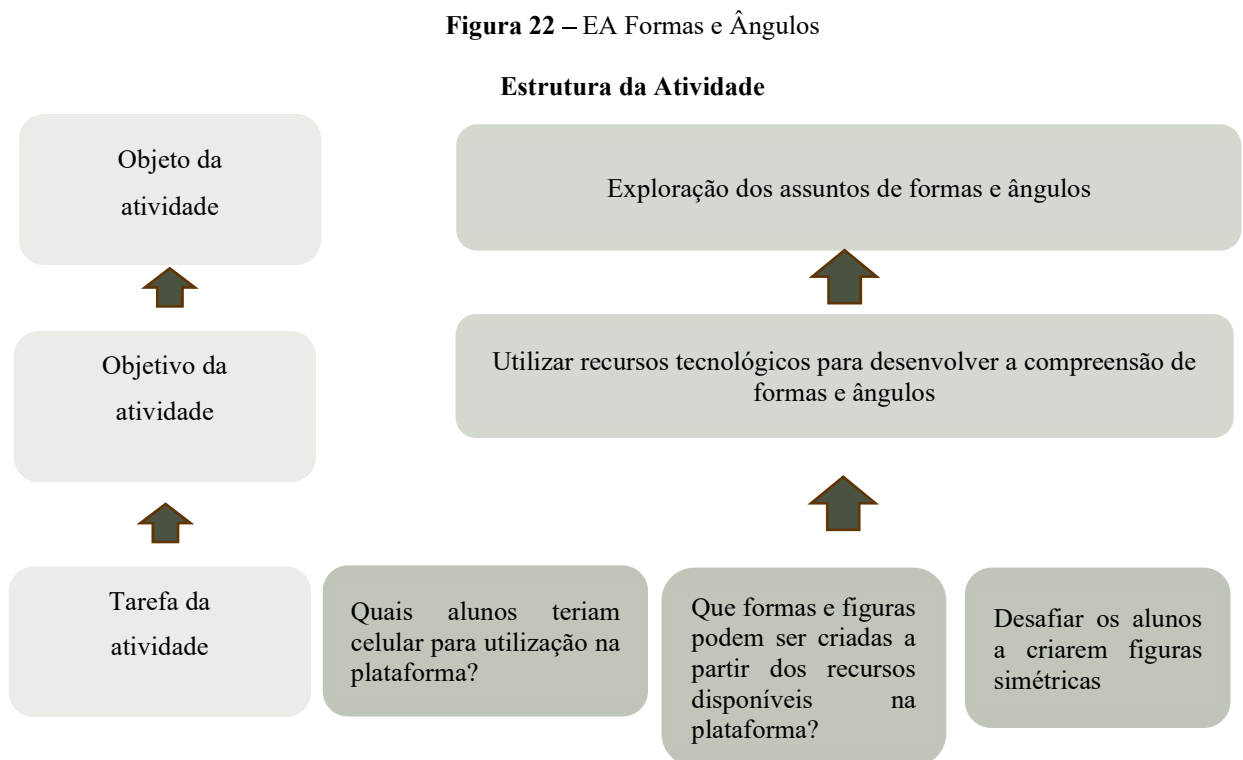 Figura 22 – EA Formas e Ângulos
Estrutura da Atividade
Objeto da
atividade
Exploração dos assuntos de formas e ângulos
Objetivo da
atividade
Utilizar recursos tecnológicos para desenvolver a compreensão de
formas e ângulos
Tarefa da
atividade
Quais alunos teriam
celular para utilização na
plataforma?
Que formas e figuras
podem ser criadas a
partir dos recursos
disponíveis na
plataforma?
Desafiar os alunos
a criarem figuras
simétricas